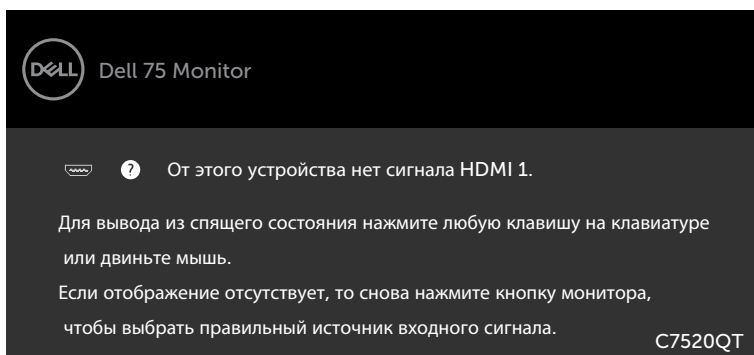 DELL
Dell 75 Monitor
? От этого устройства нет сигнала HDMI 1.
Для вывода из спящего состояния нажмите любую клавишу на клавиатуре
или двиньте мышь.
Если отображение отсутствует, то снова нажмите кнопку монитора,
чтобы выбрать правильный источник входного сигнала.
C7520QT